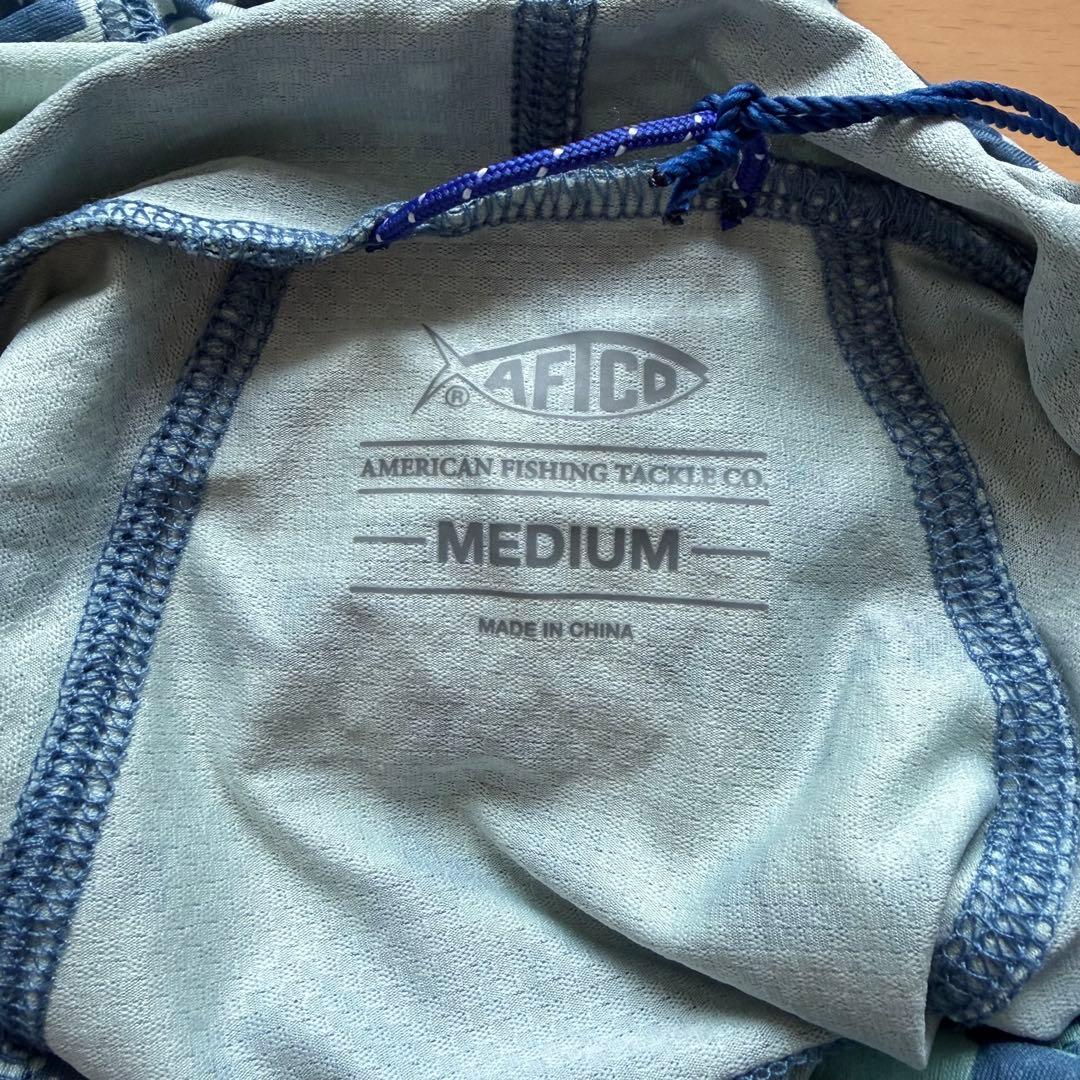 AFTCO
®
AMERICAN FISHING TACKLE CO.
MEDIUM
MADE IN CHINA